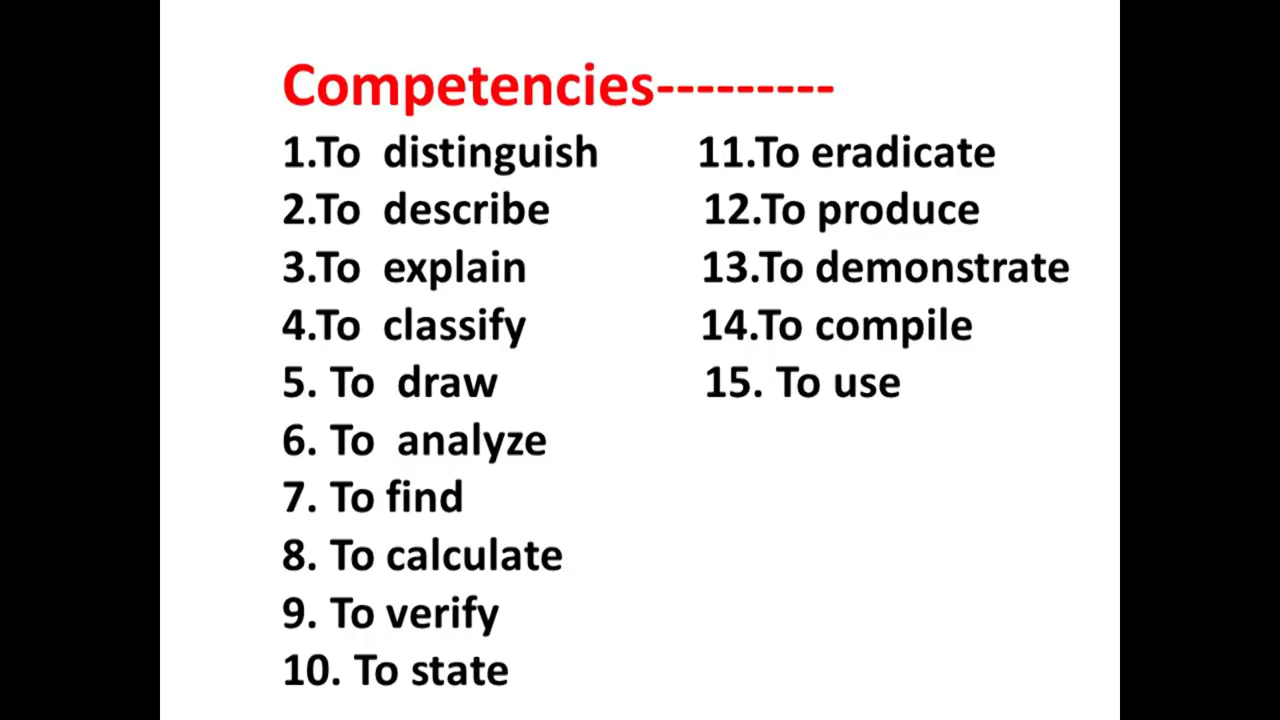 Competencies---------
1.To  distinguish
2.To  describe
3.To  explain
4.To  classify
5. To  draw
6. To  analyze
7. To find
8. To calculate
9. To verify
10. To state
11.To eradicate
12.To produce
13.To demonstrate
14.To compile
15. To use